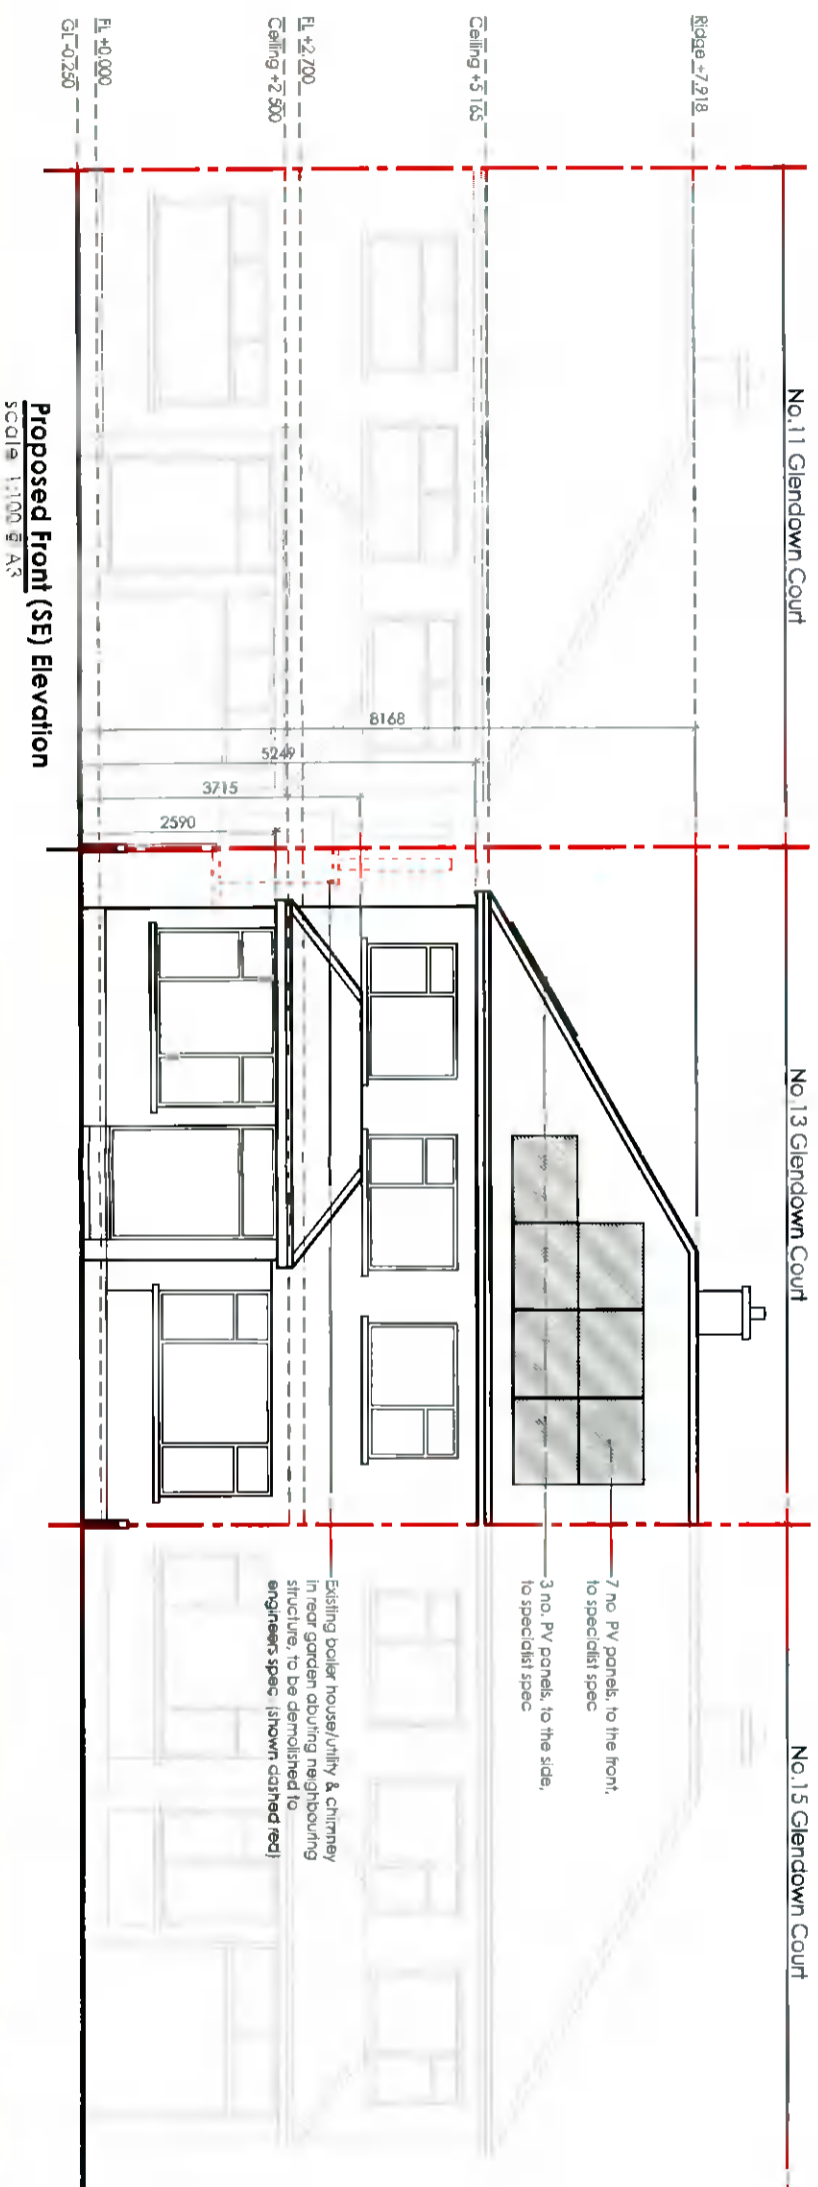 No.11 Glendown Court
No.13 Glendown Court
No.15 Glendown Court
Ridge +7.918
Ceiling +5.165
FL +2.700
Ceiling +2.500
FL +0.000
GL -0.250
8168
5249
3715
2590
7 no. PV panels, to the front,
to specialist spec
3 no. PV panels, to the side,
to specialist spec
Existing boiler house/utility & chimney
in rear garden abuting neighbouring
structure, to be demolished to
engineers spec (shown dashed red)
Proposed Front (SE) Elevation
scale 1:100 @ A3